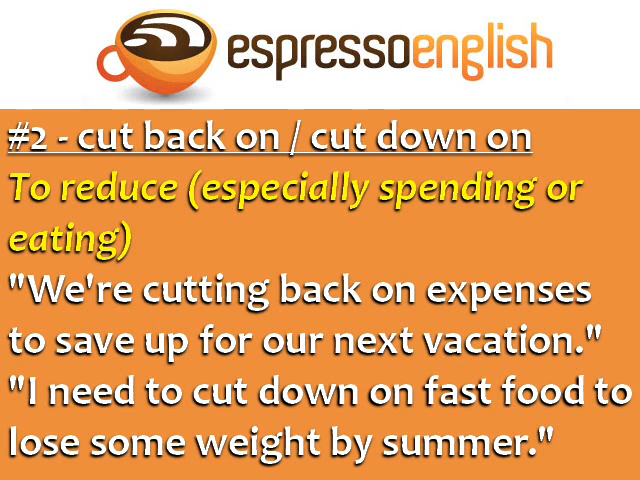 espressoenglish
#2 - cut back on / cut down on
To reduce (especially spending or
eating)
"We're cutting back on expenses
to save up for our next vacation."
"I need to cut down on fast food to
lose some weight by summer."